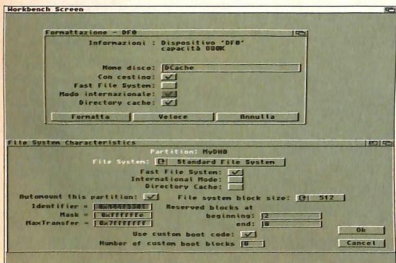 Workbench Screen
Formattazione - DF0
Informazioni : Dispositivo "DF0"
capacità 880K
Nome disco: DCache
Con cestino:
Fast File System:
Modo internazionale:
Directory cache:
Formatta Veloce Annulla
File System Characteristics
Partition: MyDH0
File System: Standard File System
Fast File System:
International Mode:
Directory Cache:
Automount this partition: File system block size: 512
Identifier = Reserved blocks at
Mask = 0xfffffffe beginning: 2
MaxTransfer = 0x7fffffff end: 0
Use custom boot code: Ok
Number of custom boot blocks 0 Cancel